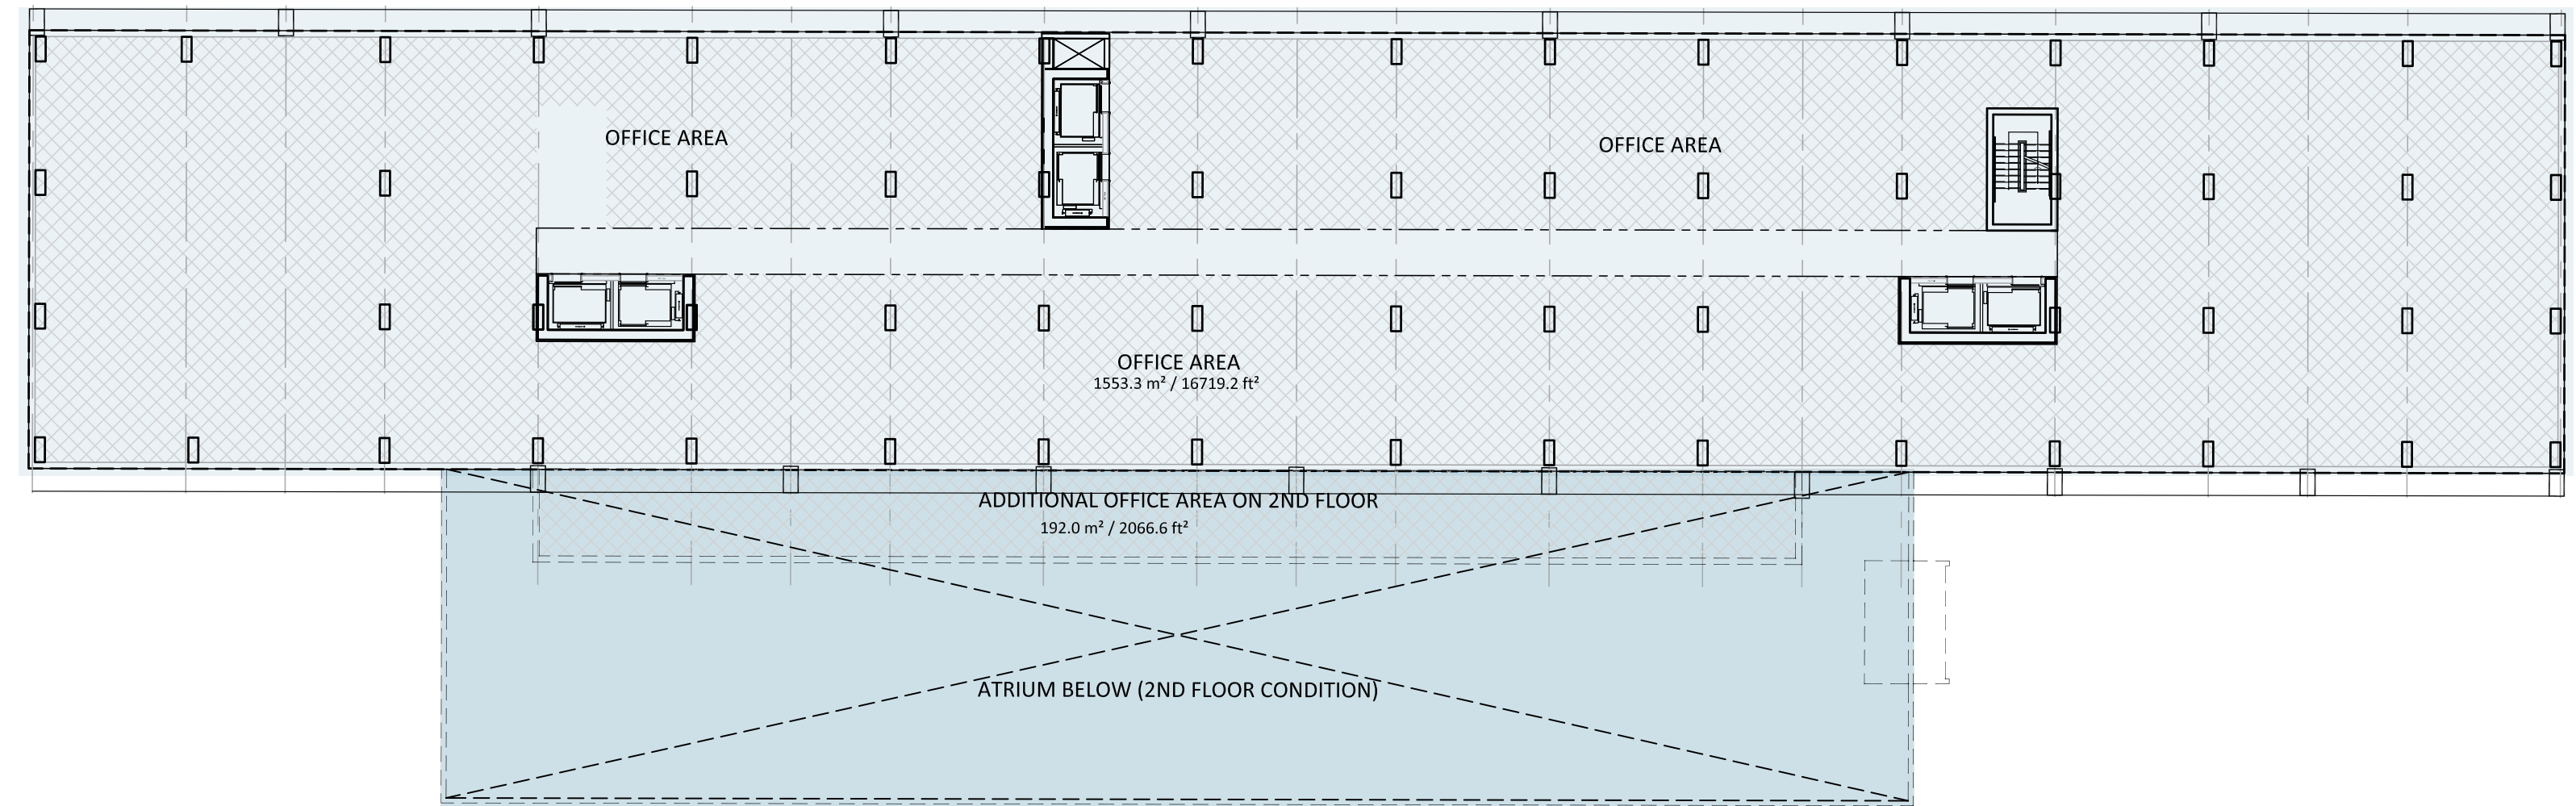 OFFICE AREA
OFFICE AREA
OFFICE AREA
1553.3 m² / 16719.2 ft²
ADDITIONAL OFFICE AREA ON 2ND FLOOR
192.0 m² / 2066.6 ft²
ATRIUM BELOW (2ND FLOOR CONDITION)